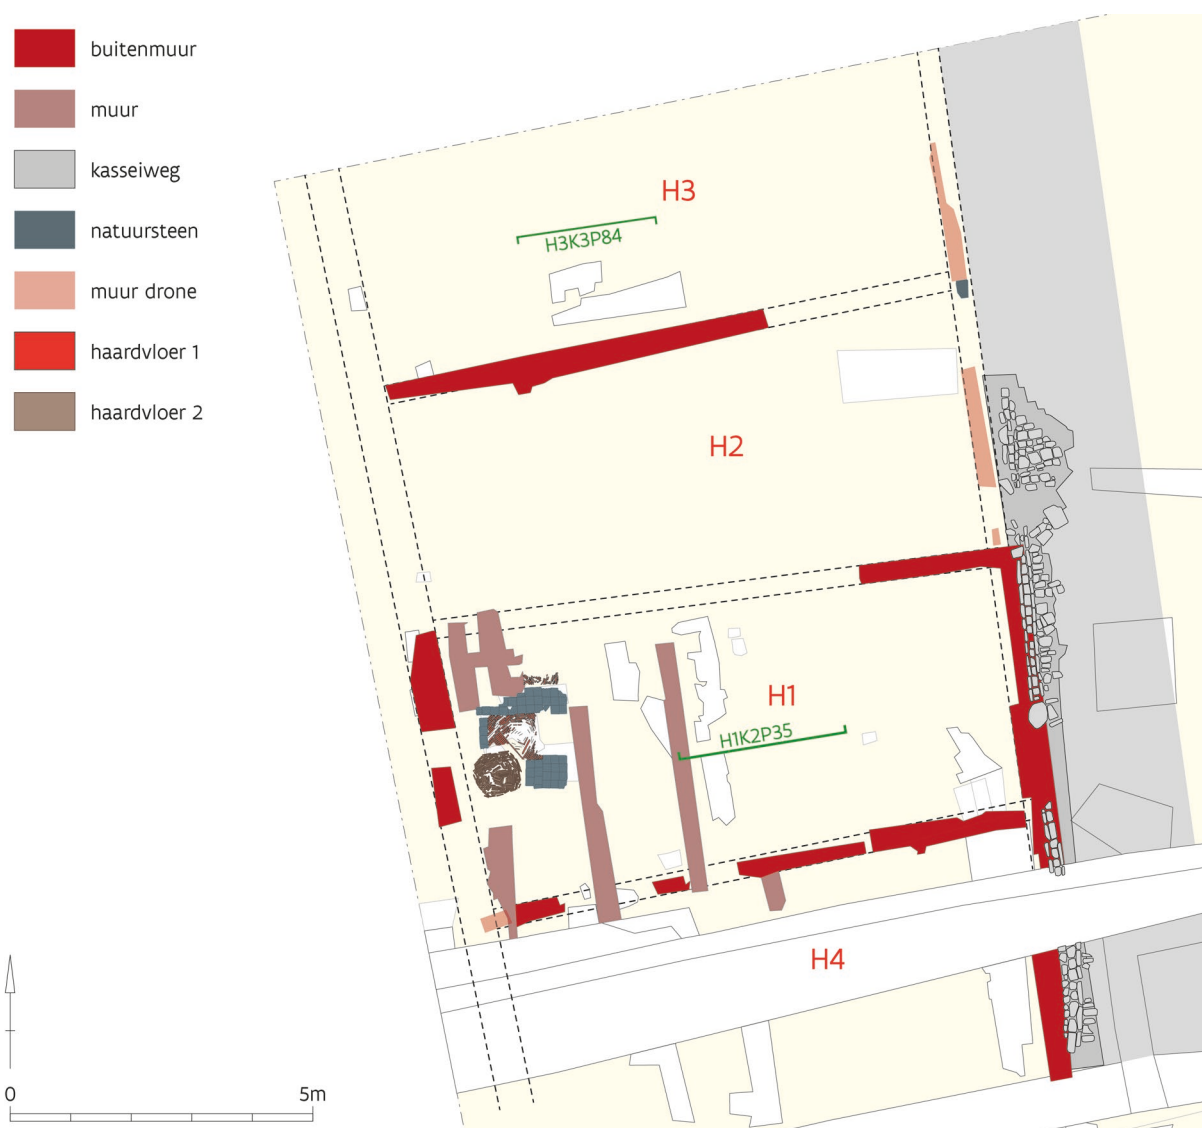 buitenmuur
muur
kasseiweg
natuursteen
muur drone
haardvloer 1
haardvloer 2
H3
H3K3P84
H2
H1
H1K2P35
H4
0 5m